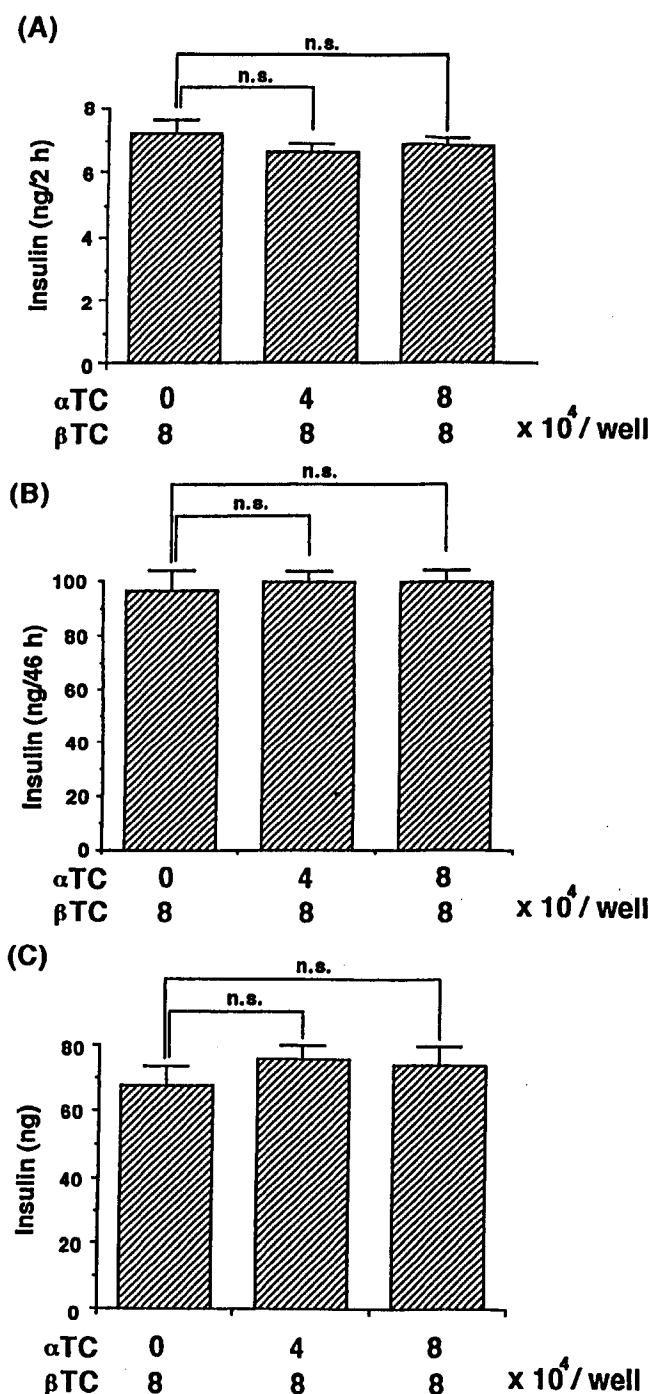 (A)
n.s.
n.s.
Insulin (ng/2 h)
8
6
4
2
0
αTC 0 4 8
βTC 8 8 8 x 10⁴/ well
(B)
n.s.
n.s.
Insulin (ng/46 h)
100
80
60
40
20
0
αTC 0 4 8
βTC 8 8 8 x 10⁴/ well
(C)
n.s.
n.s.
Insulin (ng)
80
60
40
20
0
αTC 0 4 8
βTC 8 8 8 x 10⁴/ well